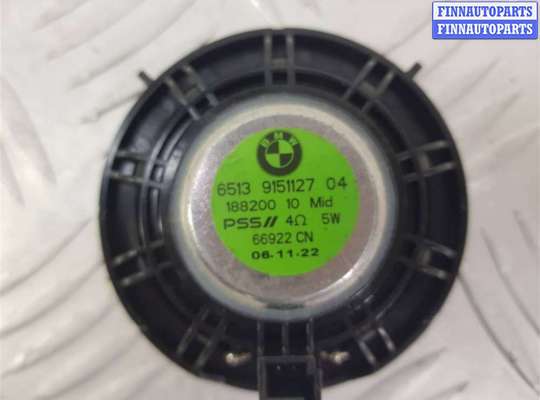 FINNAUTOPARTS
FINNAUTOPARTS
BMW
6513 9151127 04
188200 10 Mid
PSS// 4Ω 5W
66922 CN
06.11.22